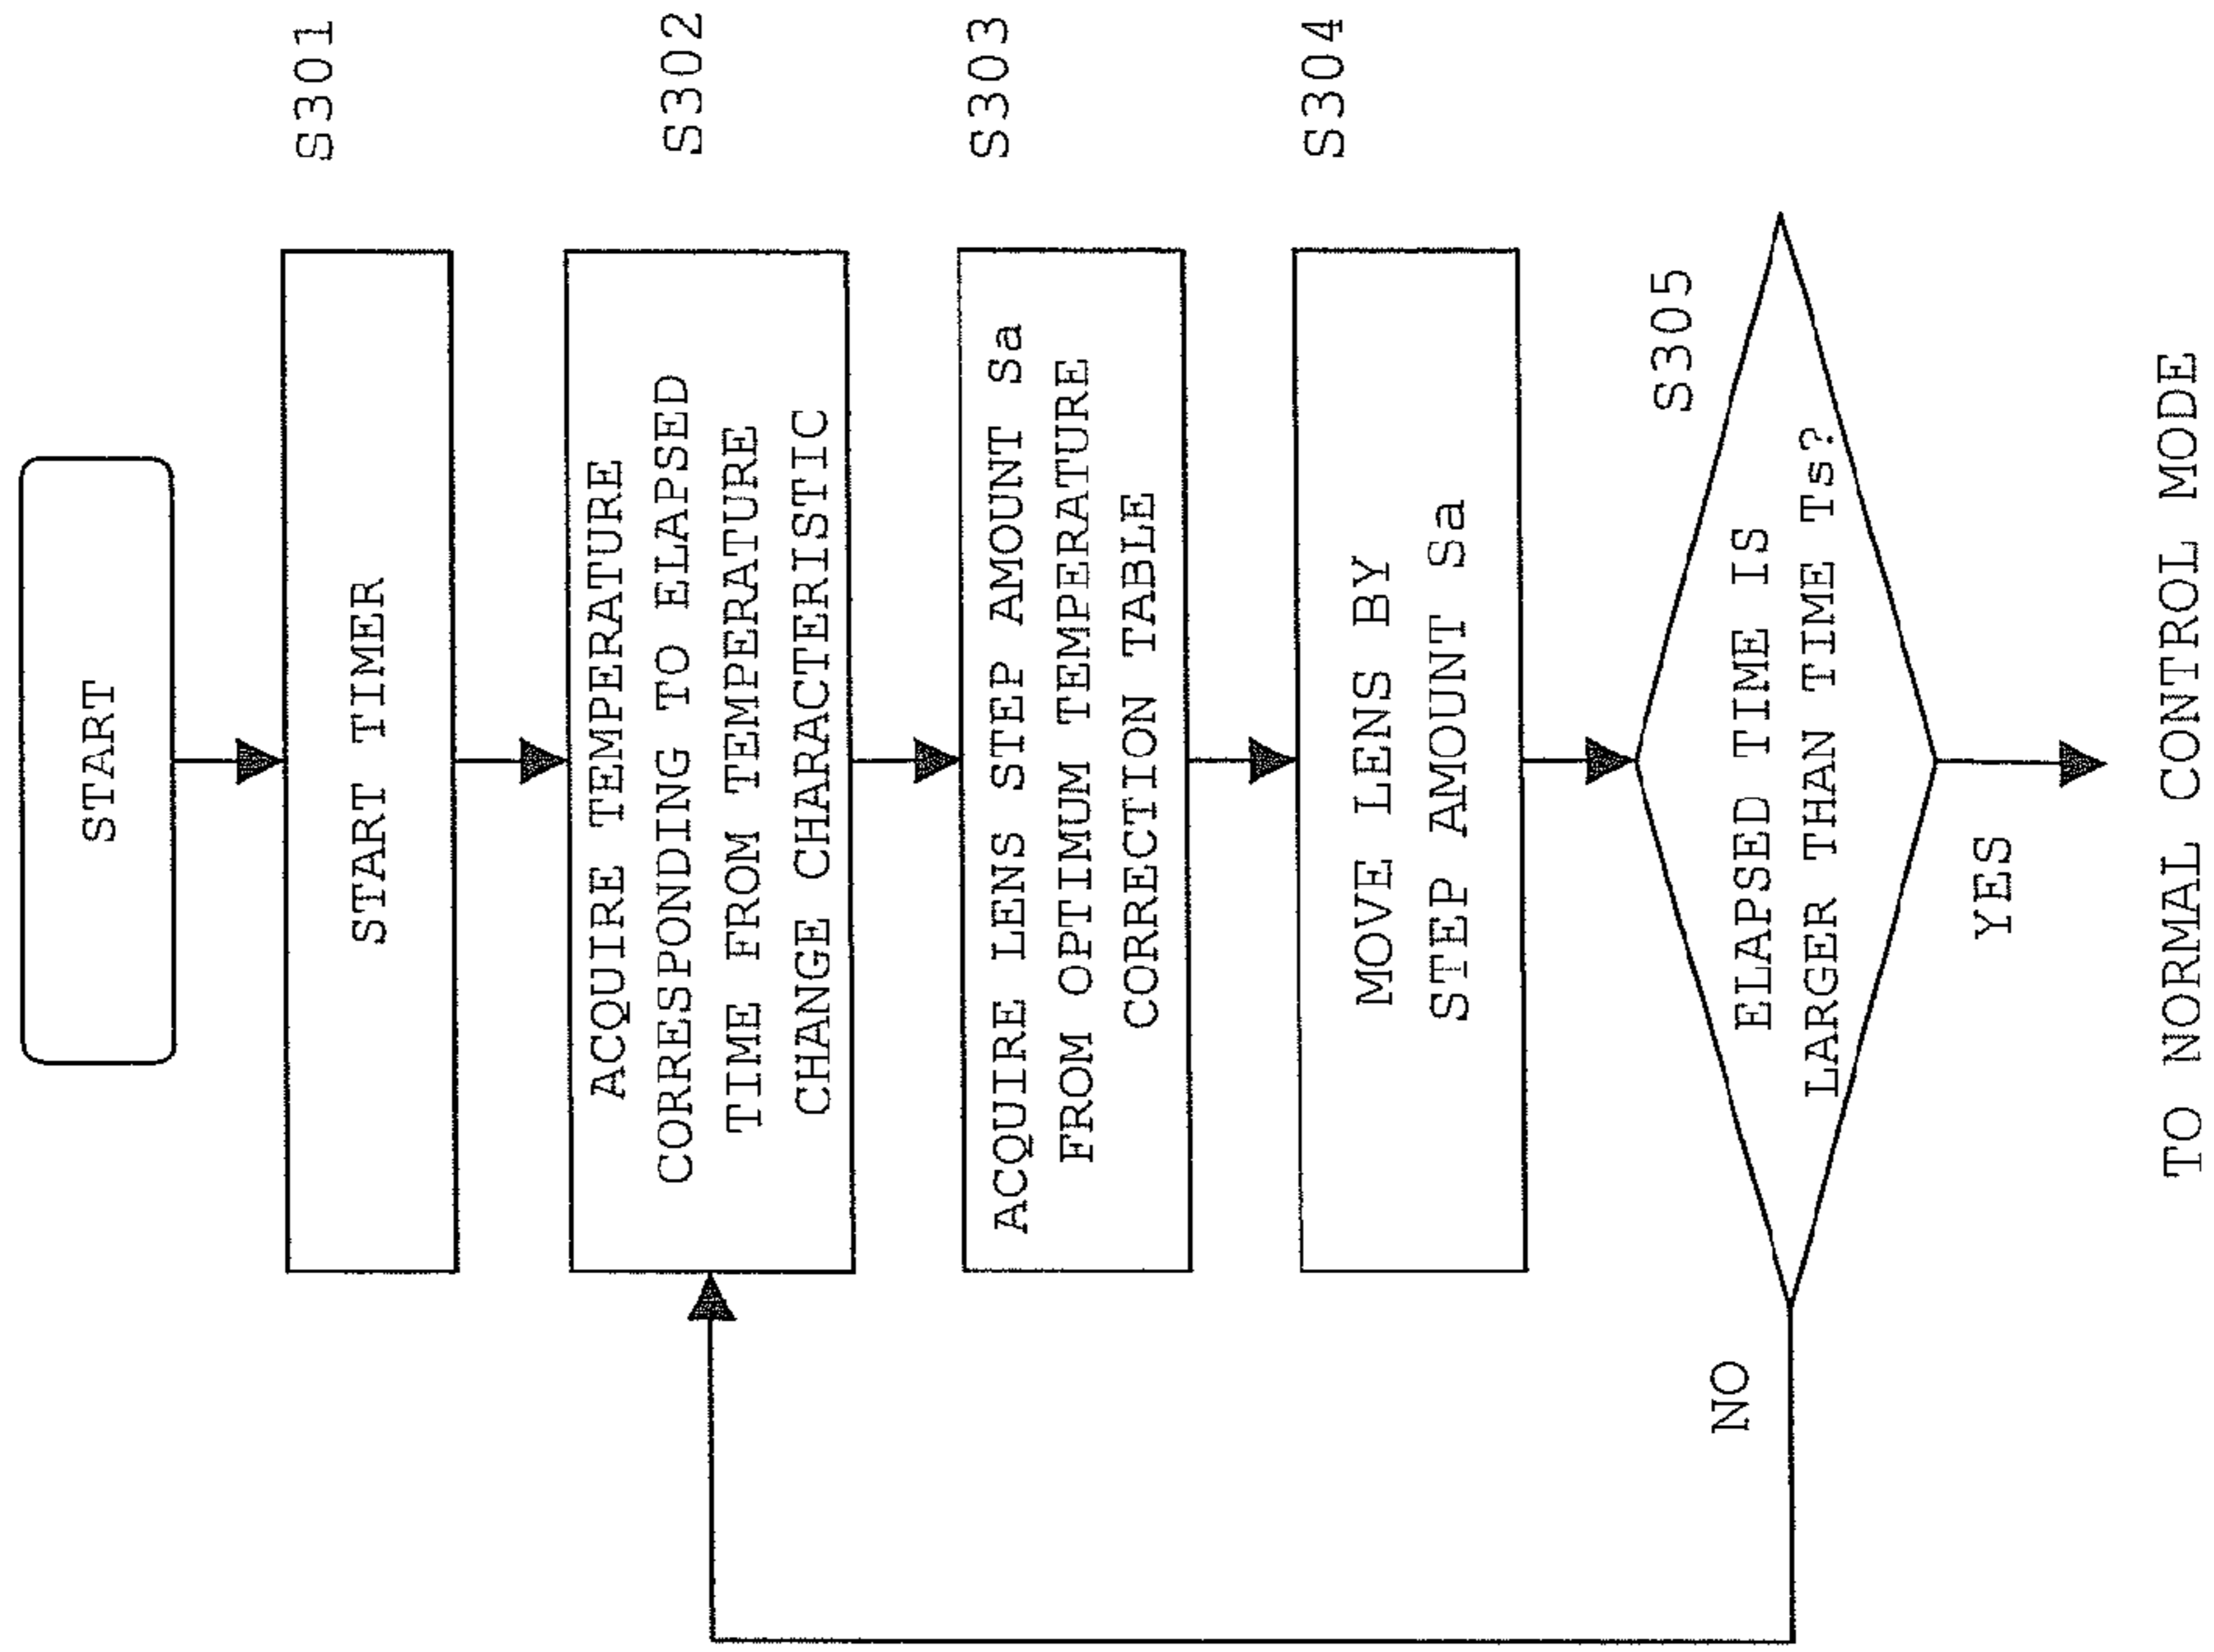 START
START TIMER
S301
ACQUIRE TEMPERATURE
CORRESPONDING TO ELAPSED
TIME FROM TEMPERATURE
CHANGE CHARACTERISTIC
S302
ACQUIRE LENS STEP AMOUNT Sa
FROM OPTIMUM TEMPERATURE
CORRECTION TABLE
S303
MOVE LENS BY
STEP AMOUNT Sa
S304
S305
ELAPSED TIME IS
LARGER THAN TIME Ts?
NO
YES
TO NORMAL CONTROL MODE